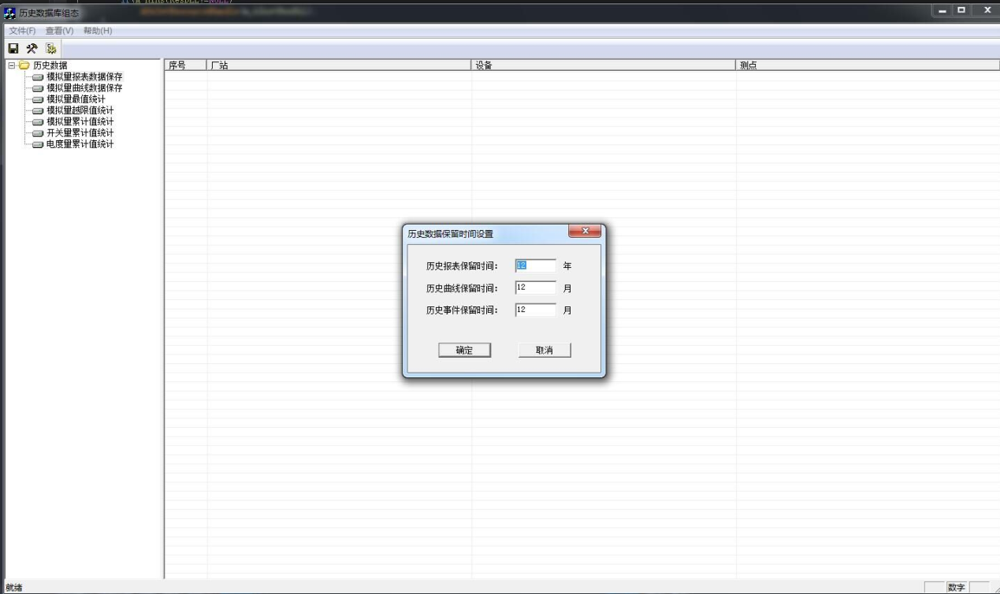 历史数据库组态
文件(F) 查看(V) 帮助(H)
历史数据
模拟量报表数据保存
模拟量曲线数据保存
模拟量最值统计
模拟量越限值统计
模拟量累计值统计
开关量累计值统计
电度量累计值统计
序号 厂站 设备 测点
历史数据保留时间设置
历史报表保留时间： 12 年
历史曲线保留时间： 12 月
历史事件保留时间： 12 月
确定 取消
就绪 数字